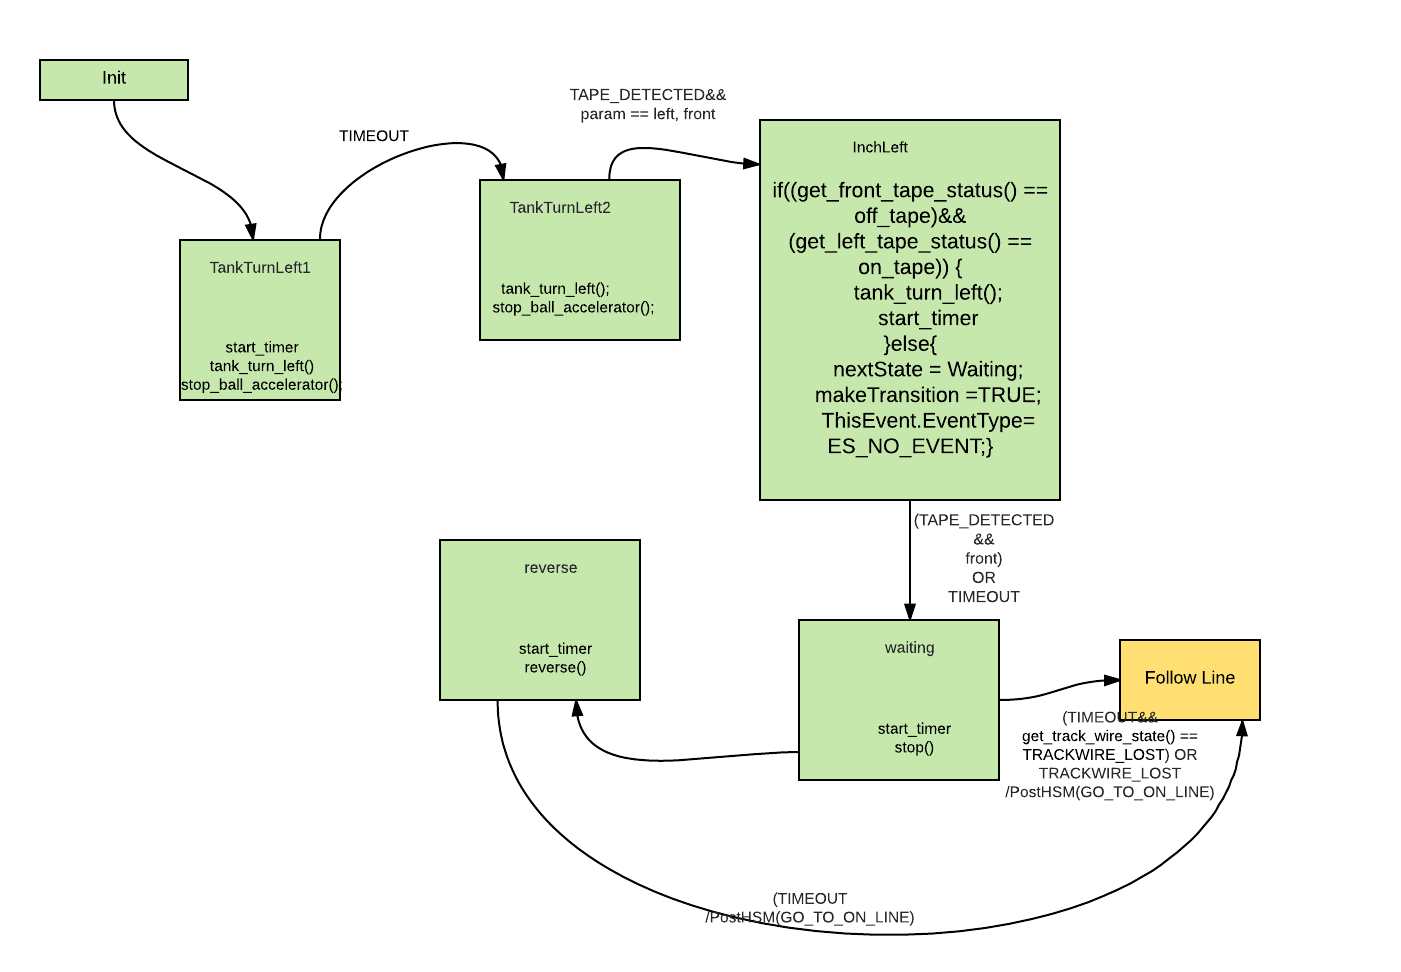 Init
TIMEOUT
TAPE_DETECTED&&
param == left, front
TankTurnLeft1
start_timer
tank_turn_left()
stop_ball_accelerator();
TankTurnLeft2
tank_turn_left();
stop_ball_accelerator();
InchLeft
if((get_front_tape_status() ==
off_tape)&&
(get_left_tape_status() ==
on_tape)) {
tank_turn_left();
start_timer
}else{
nextState = Waiting;
makeTransition =TRUE;
ThisEvent.EventType=
ES_NO_EVENT;}
(TAPE_DETECTED
&&
front)
OR
TIMEOUT
reverse
start_timer
reverse()
waiting
start_timer
stop()
Follow Line
(TIMEOUT&&
get_track_wire_state() ==
TRACKWIRE_LOST) OR
TRACKWIRE_LOST
/PostHSM(GO_TO_ON_LINE)
(TIMEOUT
/PostHSM(GO_TO_ON_LINE)